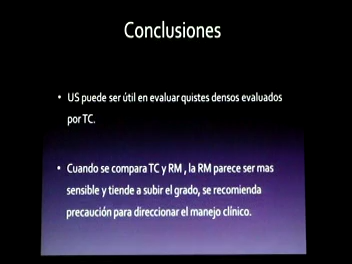 Conclusiones
• US puede ser útil en evaluar quistes densos evaluados
por TC.
• Cuando se compara TC y RM , la RM parece ser mas
sensible y tiende a subir el grado, se recomienda
precaución para direccionar el manejo clínico.